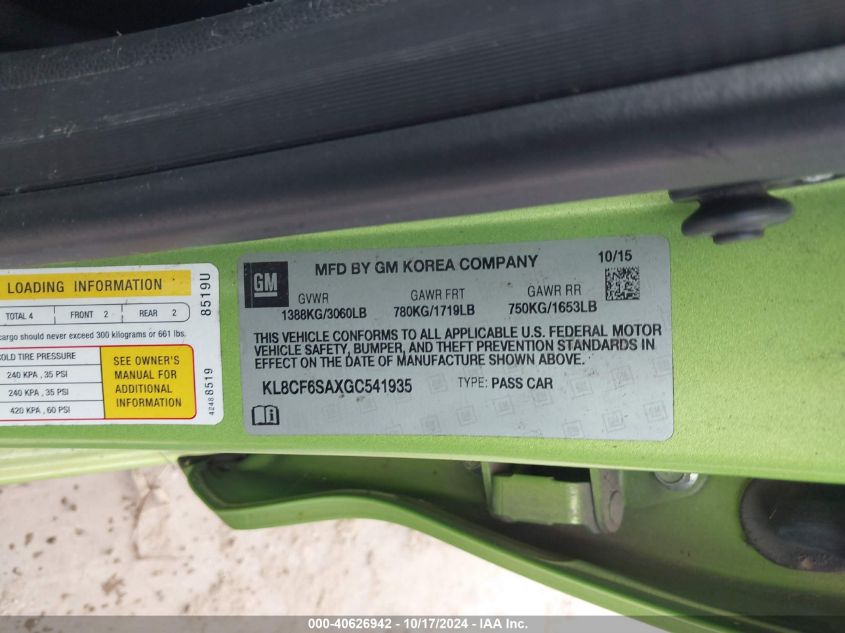 LOADING INFORMATION
TOTAL 4 FRONT 2 REAR 2
cargo should never exceed 300 kilograms or 661 lbs.
COLD TIRE PRESSURE
240 KPA , 35 PSI
240 KPA , 35 PSI
420 KPA , 60 PSI
SEE OWNER'S
MANUAL FOR
ADDITIONAL
INFORMATION
8519U
42488519
GM
MFD BY GM KOREA COMPANY
10/15
GVWR GAWR FRT GAWR RR
1388KG/3060LB 780KG/1719LB 750KG/1653LB
THIS VEHICLE CONFORMS TO ALL APPLICABLE U.S. FEDERAL MOTOR
VEHICLE SAFETY, BUMPER, AND THEFT PREVENTION STANDARDS IN
EFFECT ON THE DATE OF MANUFACTURE SHOWN ABOVE.
KL8CF6SAXGC541935 TYPE: PASS CAR
000-40626942 - 10/17/2024 - IAA Inc.